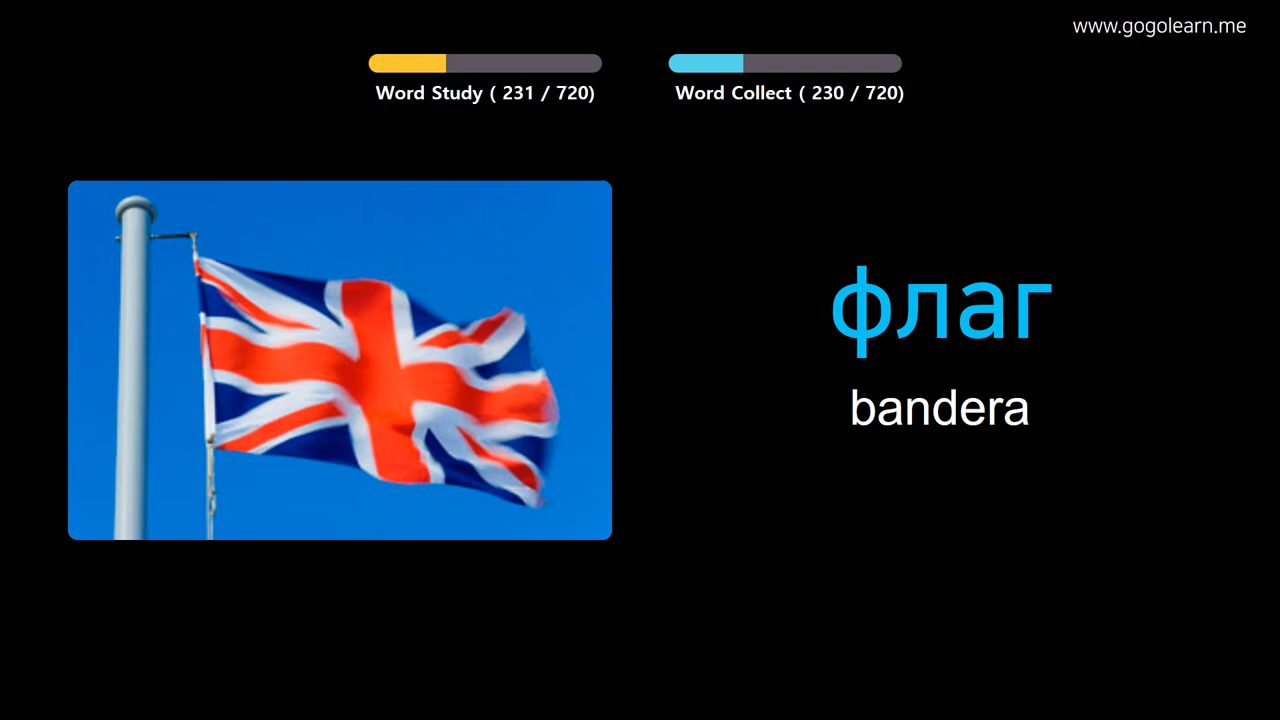 www.gogolearn.me
Word Study ( 231 / 720)
Word Collect ( 230 / 720)
флаг
bandera